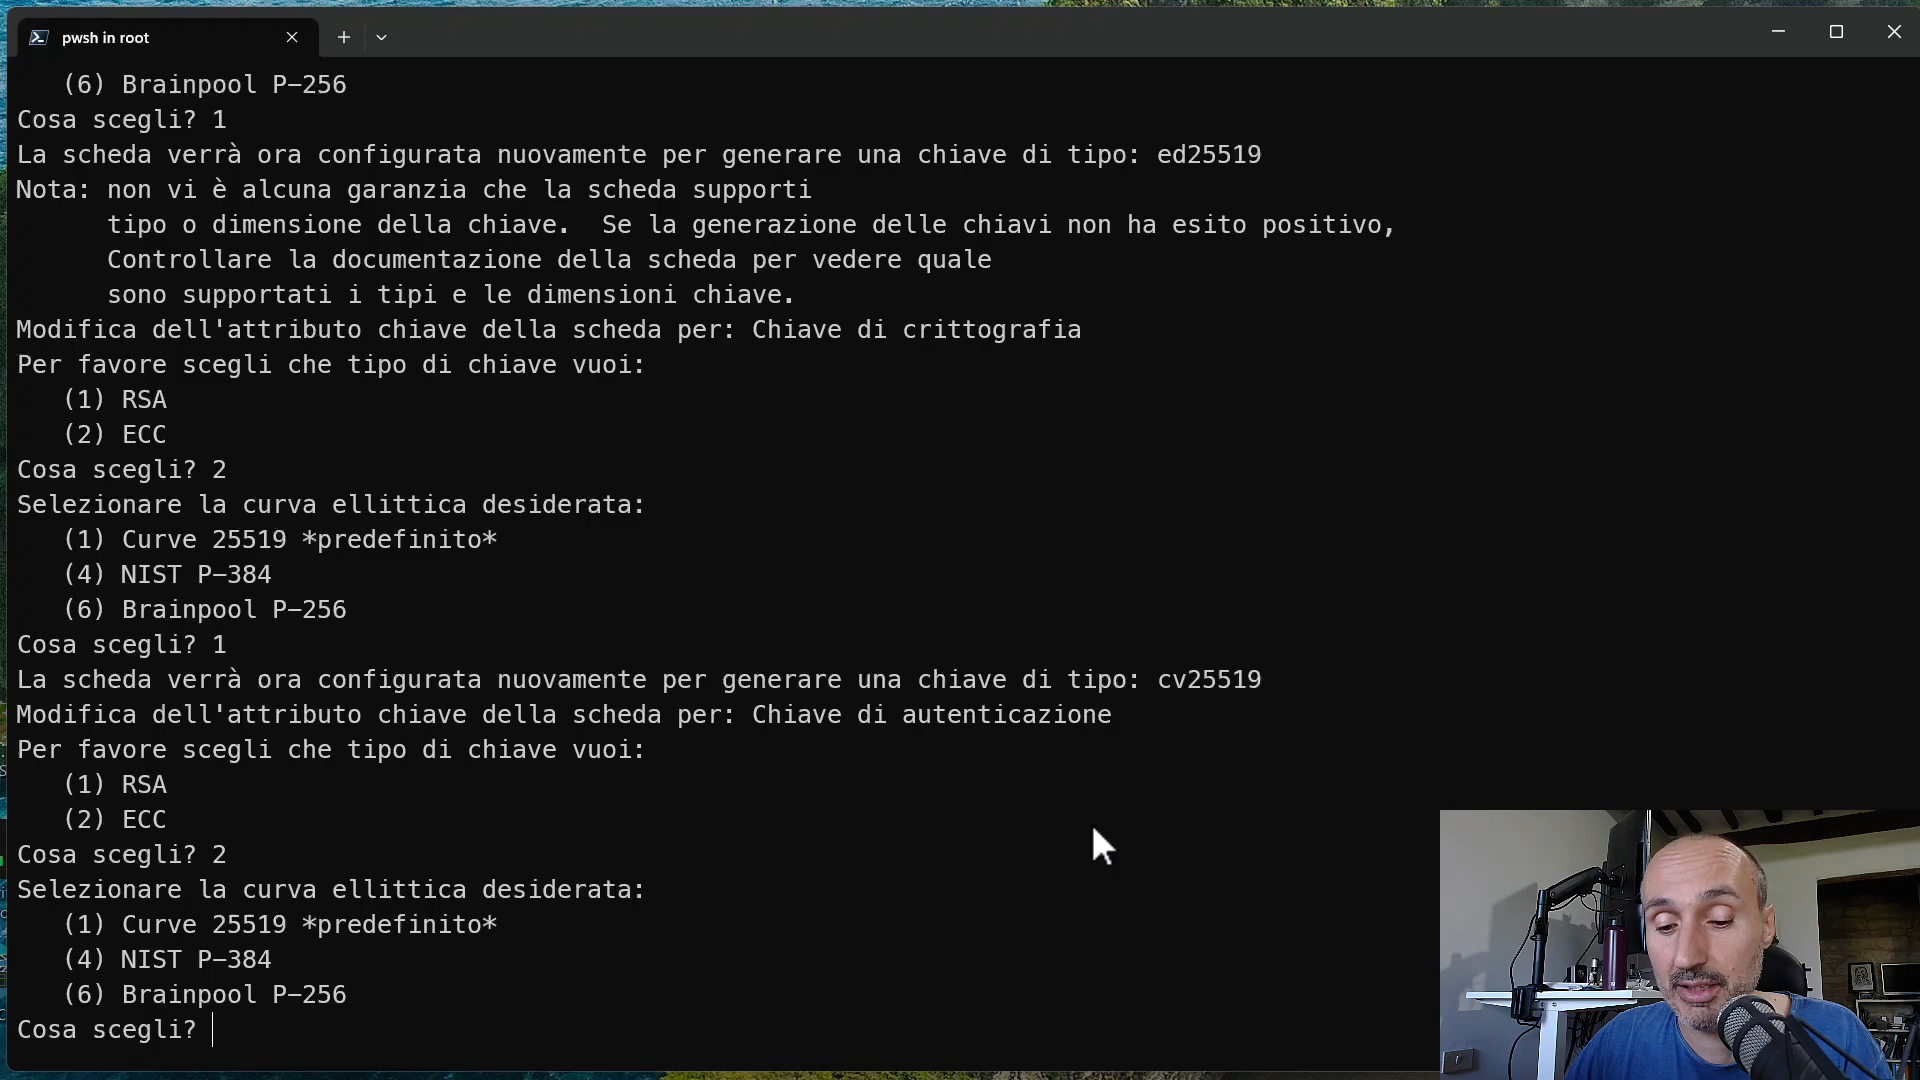 pwsh in root
(6) Brainpool P-256
Cosa scegli? 1
La scheda verrà ora configurata nuovamente per generare una chiave di tipo: ed25519
Nota: non vi è alcuna garanzia che la scheda supporti
tipo o dimensione della chiave.  Se la generazione delle chiavi non ha esito positivo,
Controllare la documentazione della scheda per vedere quale
sono supportati i tipi e le dimensioni chiave.
Modifica dell'attributo chiave della scheda per: Chiave di crittografia
Per favore scegli che tipo di chiave vuoi:
(1) RSA
(2) ECC
Cosa scegli? 2
Selezionare la curva ellittica desiderata:
(1) Curve 25519 *predefinito*
(4) NIST P-384
(6) Brainpool P-256
Cosa scegli? 1
La scheda verrà ora configurata nuovamente per generare una chiave di tipo: cv25519
Modifica dell'attributo chiave della scheda per: Chiave di autenticazione
Per favore scegli che tipo di chiave vuoi:
(1) RSA
(2) ECC
Cosa scegli? 2
Selezionare la curva ellittica desiderata:
(1) Curve 25519 *predefinito*
(4) NIST P-384
(6) Brainpool P-256
Cosa scegli?